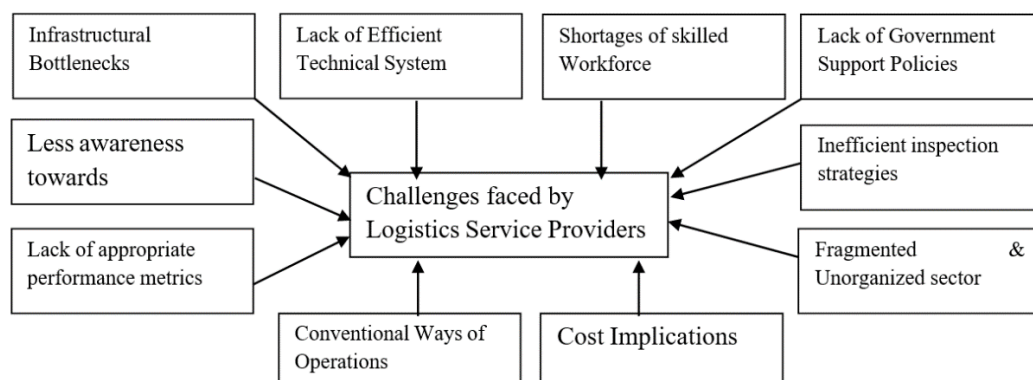 Infrastructural
Bottlenecks
Lack of Efficient
Technical System
Shortages of skilled
Workforce
Lack of Government
Support Policies
Less awareness
towards
Challenges faced by
Logistics Service Providers
Inefficient inspection
strategies
Lack of appropriate
performance metrics
Fragmented &
Unorganized sector
Conventional Ways of
Operations
Cost Implications